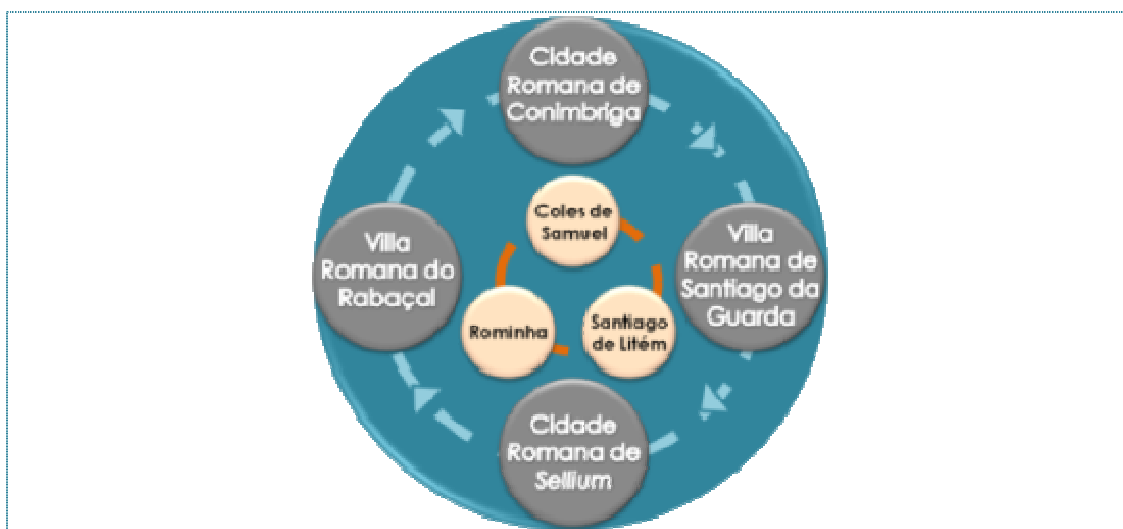 Cidade
Romana de
Conimbriga
Coles de
Samuel
Villa
Romana do
Rabaçal
Villa
Romana de
Santiago da
Guarda
Rominha
Santiago
de Litém
Cidade
Romana de
Sellium